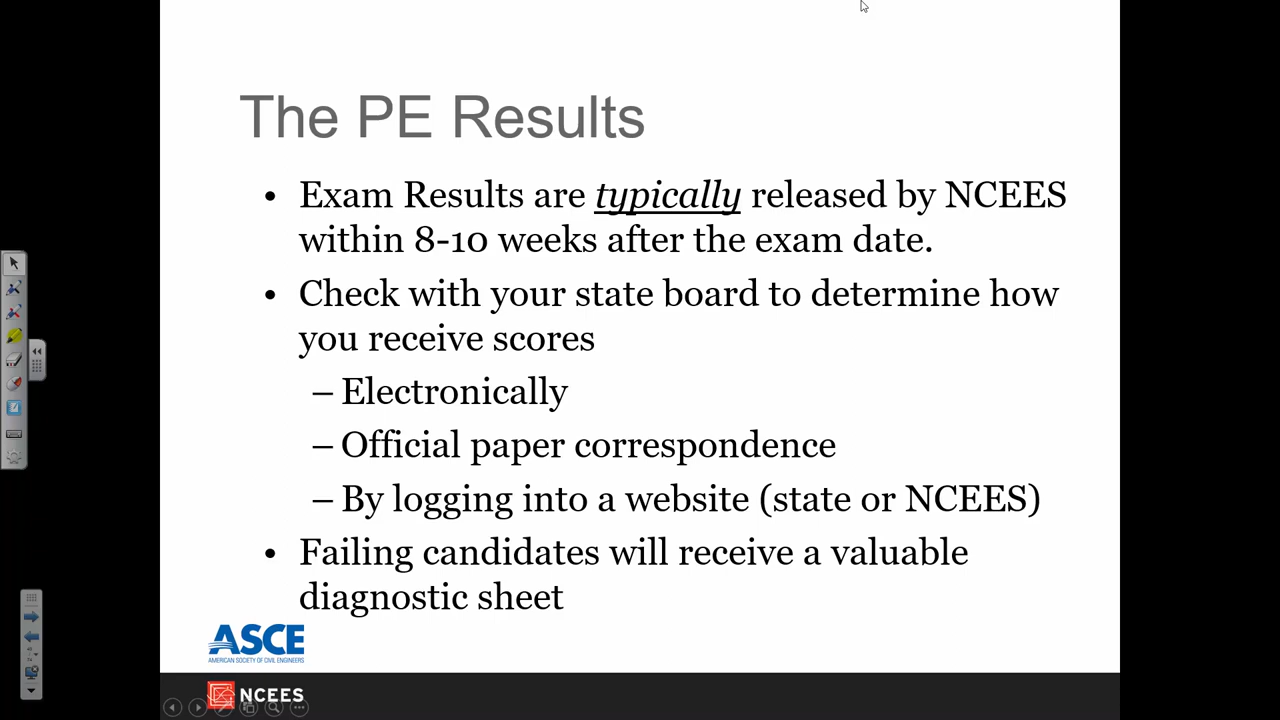 The PE Results
• Exam Results are typically released by NCEES
within 8-10 weeks after the exam date.
• Check with your state board to determine how
you receive scores
– Electronically
– Official paper correspondence
– By logging into a website (state or NCEES)
• Failing candidates will receive a valuable
diagnostic sheet
ASCE
AMERICAN SOCIETY OF CIVIL ENGINEERS
NCEES